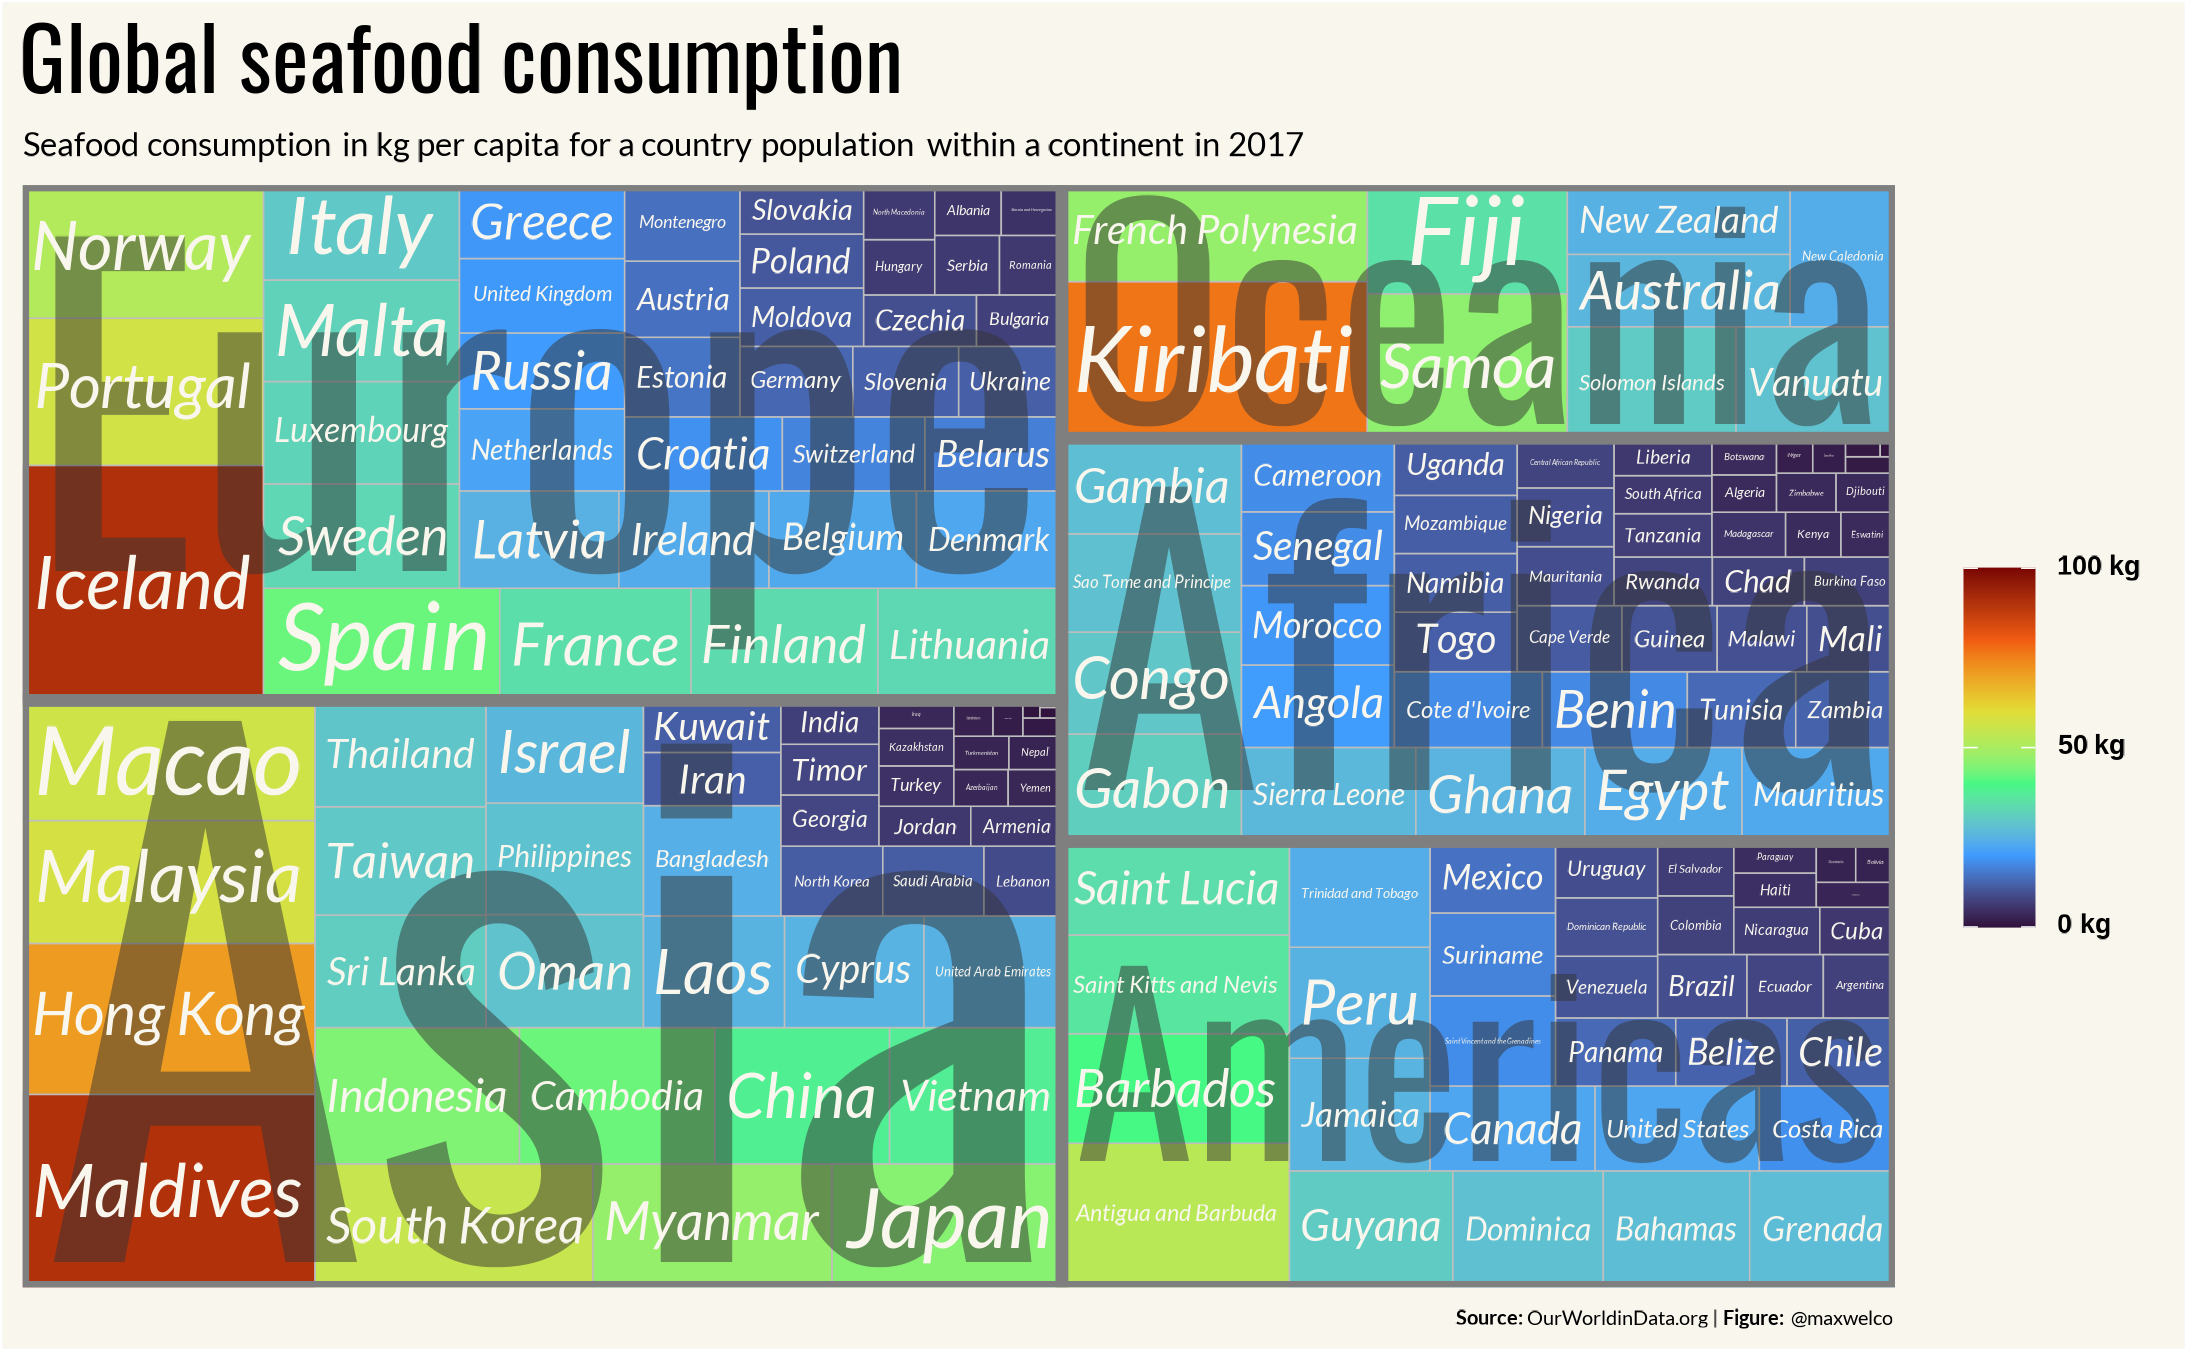 Global seafood consumption
Seafood consumption in kg per capita for a country population within a continent in 2017
Europe
Norway
Portugal
Iceland
Italy
Malta
Luxembourg
Sweden
Spain
France
Finland
Lithuania
Greece
United Kingdom
Russia
Netherlands
Latvia
Ireland
Belgium
Denmark
Montenegro
Austria
Estonia
Croatia
Switzerland
Belarus
Slovakia
Poland
Moldova
Germany
Slovenia
Ukraine
North Macedonia
Albania
Bosnia and Herzegovina
Hungary
Serbia
Romania
Czechia
Bulgaria
Oceania
French Polynesia
Kiribati
Fiji
Samoa
New Zealand
Australia
New Caledonia
Solomon Islands
Vanuatu
Africa
Gambia
Sao Tome and Principe
Congo
Gabon
Cameroon
Senegal
Morocco
Angola
Sierra Leone
Ghana
Egypt
Mauritius
Uganda
Mozambique
Namibia
Togo
Cote d'Ivoire
Benin
Tunisia
Zambia
Central African Republic
Nigeria
Mauritania
Cape Verde
Guinea
Malawi
Mali
Liberia
South Africa
Tanzania
Rwanda
Chad
Burkina Faso
Botswana
Algeria
Madagascar
Kenya
Eswatini
Niger
Zimbabwe
Djibouti
Asia
Macao
Malaysia
Hong Kong
Maldives
Thailand
Taiwan
Sri Lanka
Israel
Philippines
Oman
Indonesia
Cambodia
China
Vietnam
South Korea
Myanmar
Japan
Kuwait
Iran
Bangladesh
Laos
Cyprus
United Arab Emirates
India
Timor
Georgia
North Korea
Saudi Arabia
Lebanon
Iraq
Kazakhstan
Turkey
Jordan
Armenia
Turkmenistan
Nepal
Azerbaijan
Yemen
Americas
Saint Lucia
Saint Kitts and Nevis
Barbados
Antigua and Barbuda
Trinidad and Tobago
Peru
Jamaica
Guyana
Dominica
Bahamas
Grenada
Mexico
Suriname
Saint Vincent and the Grenadines
Canada
United States
Costa Rica
Uruguay
Dominican Republic
Venezuela
Panama
Belize
Chile
El Salvador
Colombia
Brazil
Ecuador
Argentina
Paraguay
Haiti
Nicaragua
Cuba
Bolivia
100 kg
50 kg
0 kg
Source: OurWorldinData.org | Figure: @maxwelco